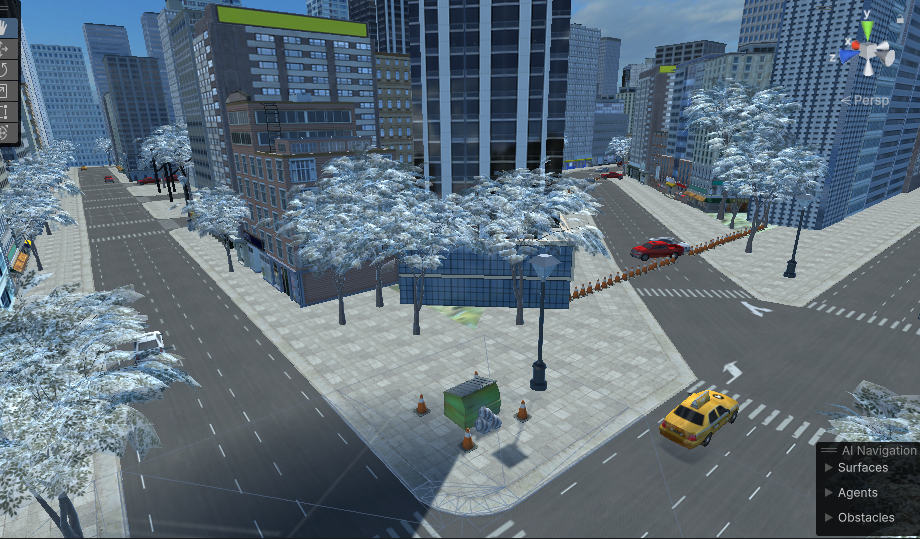 y
x
z
< Persp
AI Navigation
Surfaces
Agents
Obstacles